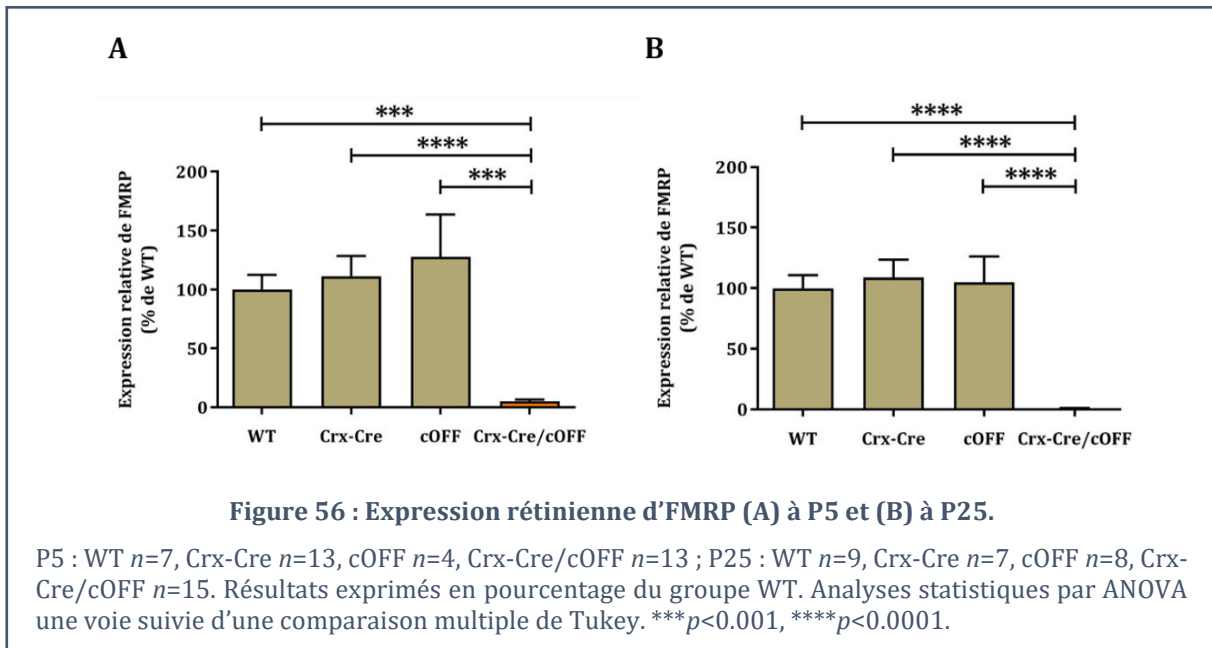 A
B
***
****
***
Expression relative de FMRP
(% de WT)
200
150
100
50
0
WT
Crx-Cre
cOFF
Crx-Cre/cOFF
****
****
****
Expression relative de FMRP
(% de WT)
200
150
100
50
0
WT
Crx-Cre
cOFF
Crx-Cre/cOFF
Figure 56 : Expression rétinienne d’FMRP (A) à P5 et (B) à P25.
P5 : WT n=7, Crx-Cre n=13, cOFF n=4, Crx-Cre/cOFF n=13 ; P25 : WT n=9, Crx-Cre n=7, cOFF n=8, Crx-
Cre/cOFF n=15. Résultats exprimés en pourcentage du groupe WT. Analyses statistiques par ANOVA
une voie suivie d’une comparaison multiple de Tukey. ***p<0.001, ****p<0.0001.